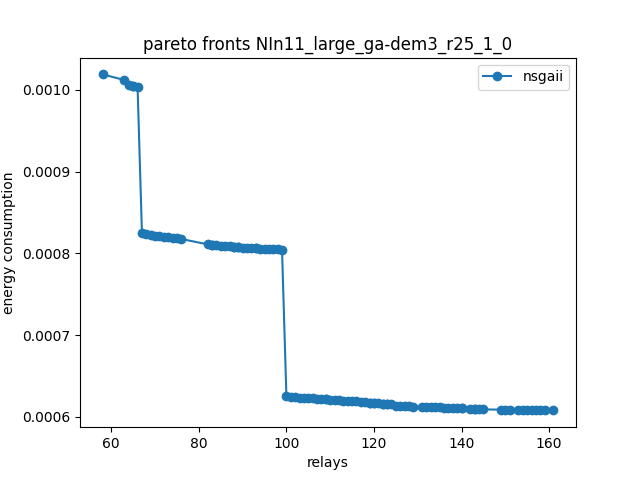 pareto fronts NIn11_large_ga-dem3_r25_1_0
nsgaii
energy consumption
0.0010
0.0009
0.0008
0.0007
0.0006
60 80 100 120 140 160
relays